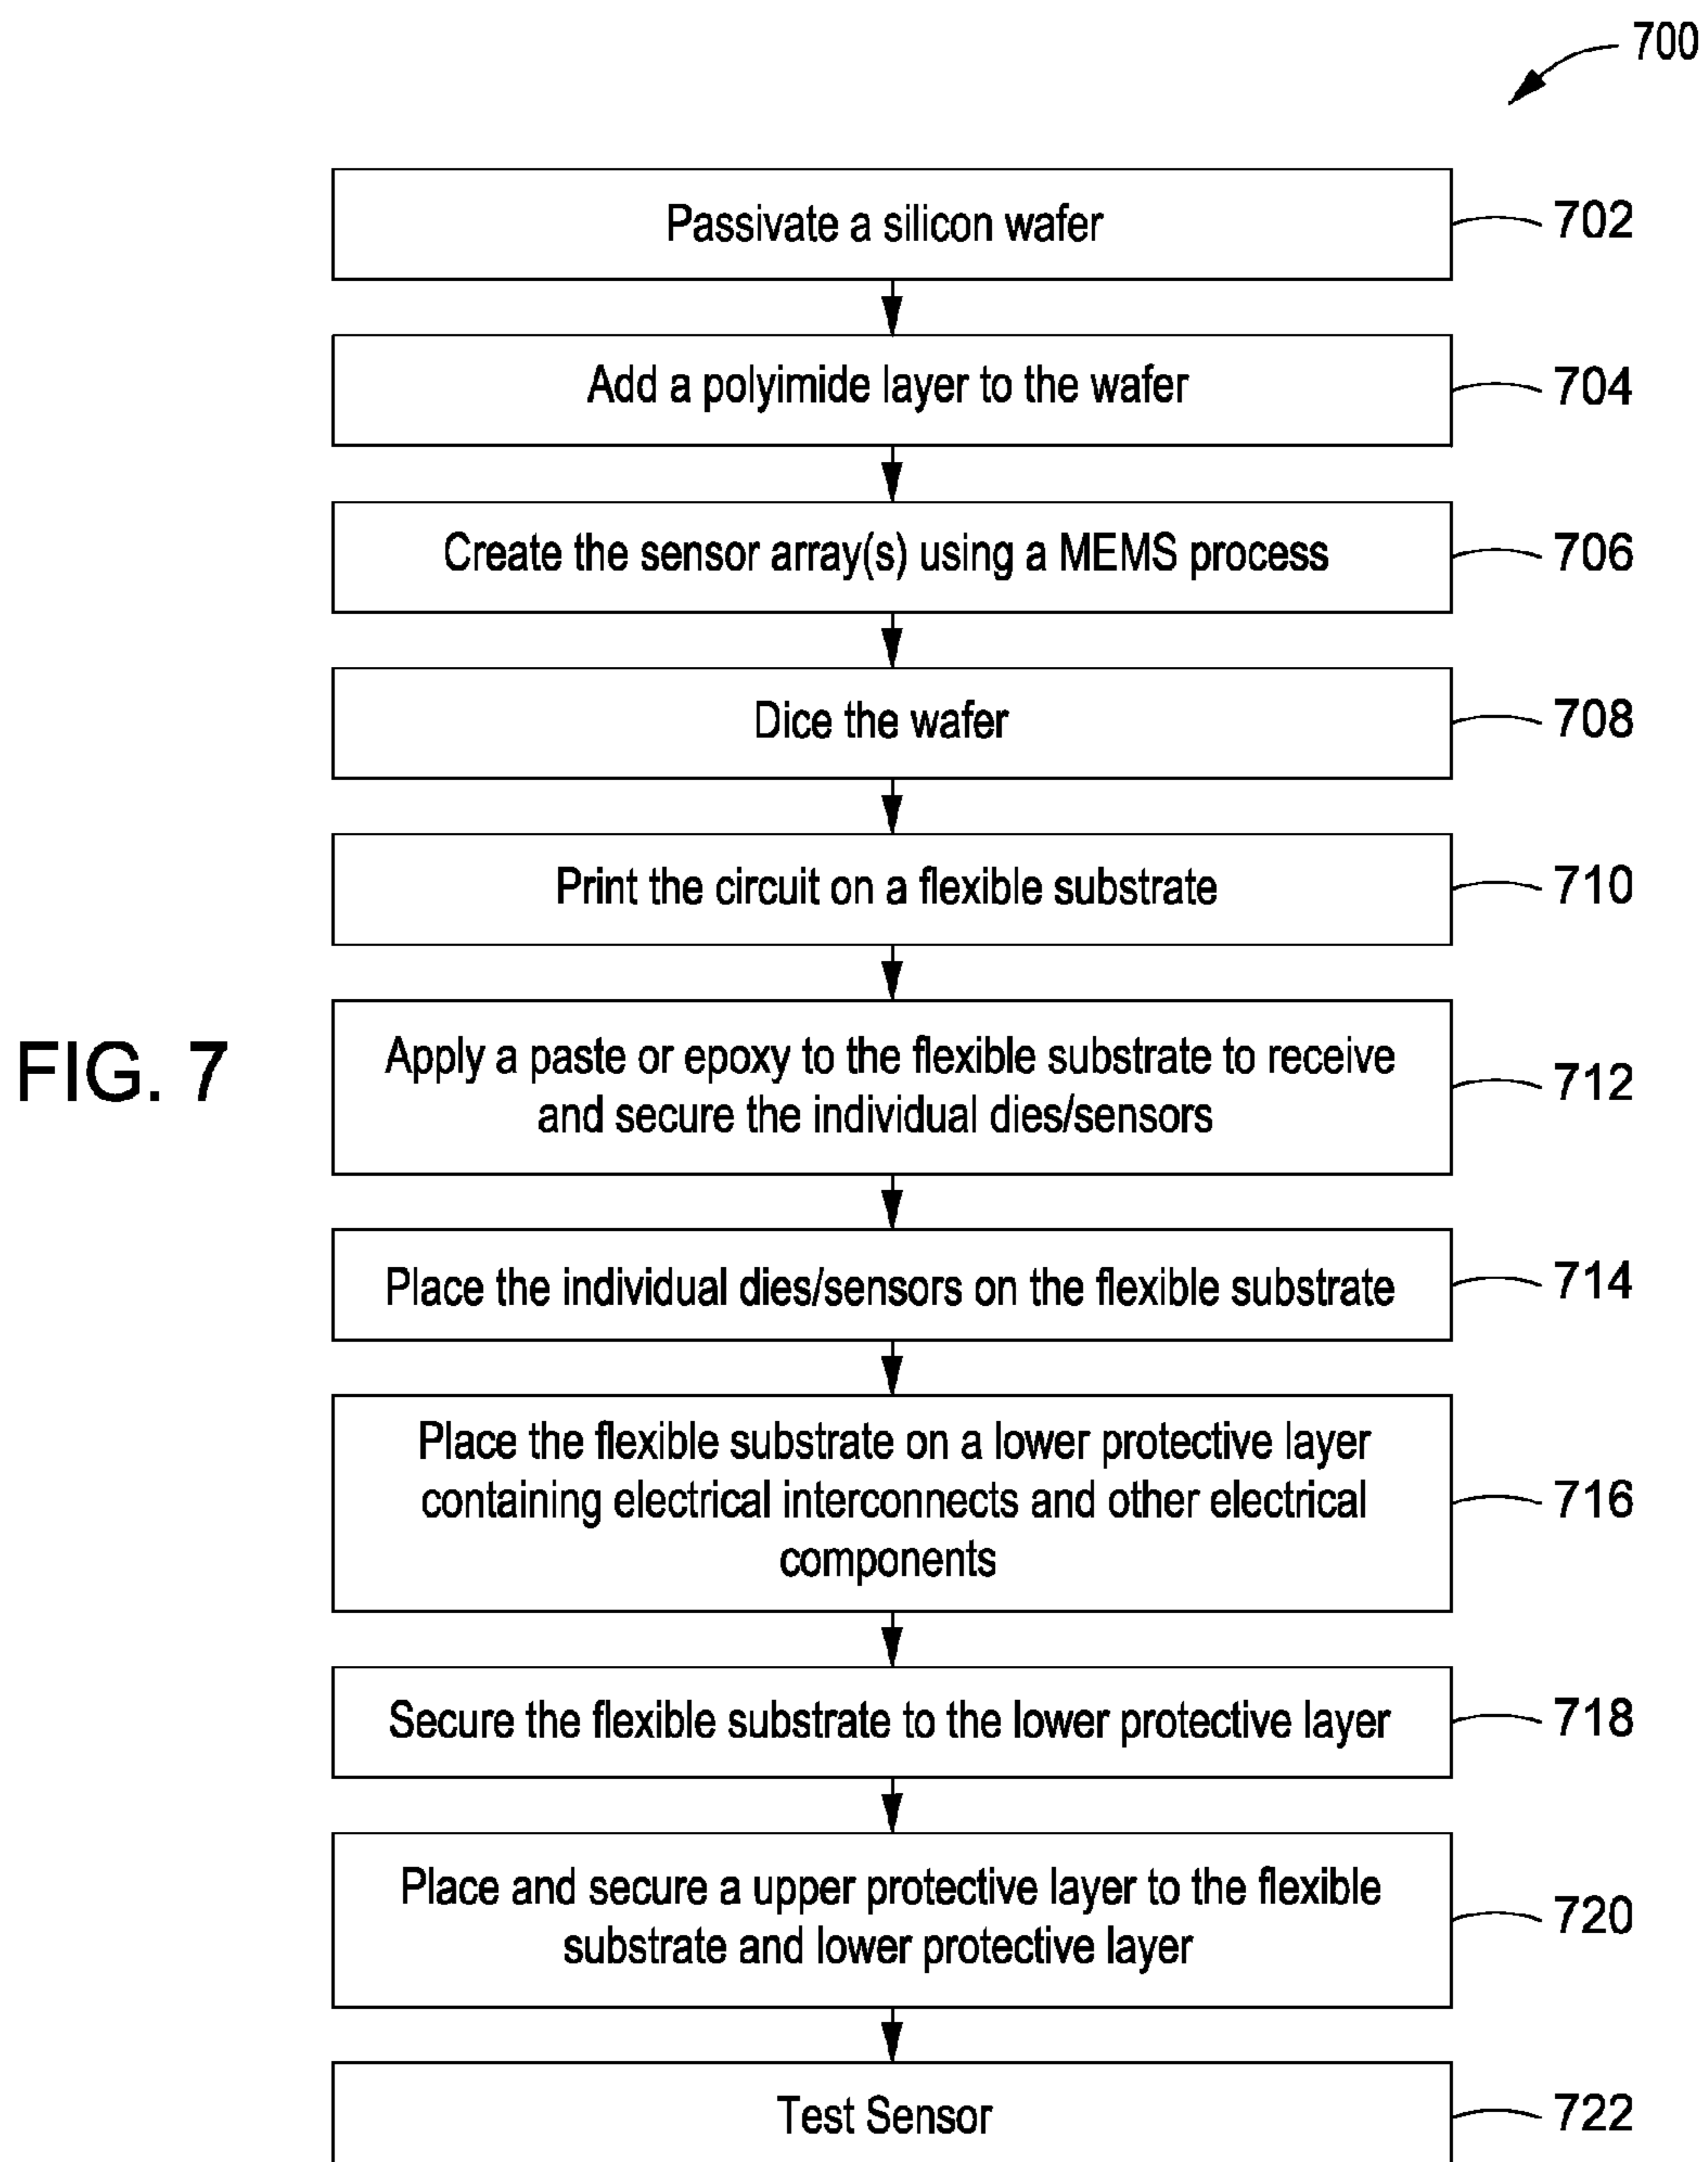 700
Passivate a silicon wafer
702
Add a polyimide layer to the wafer
704
Create the sensor array(s) using a MEMS process
706
Dice the wafer
708
Print the circuit on a flexible substrate
710
FIG. 7
Apply a paste or epoxy to the flexible substrate to receive
and secure the individual dies/sensors
712
Place the individual dies/sensors on the flexible substrate
714
Place the flexible substrate on a lower protective layer
containing electrical interconnects and other electrical
components
716
Secure the flexible substrate to the lower protective layer
718
Place and secure a upper protective layer to the flexible
substrate and lower protective layer
720
Test Sensor
722